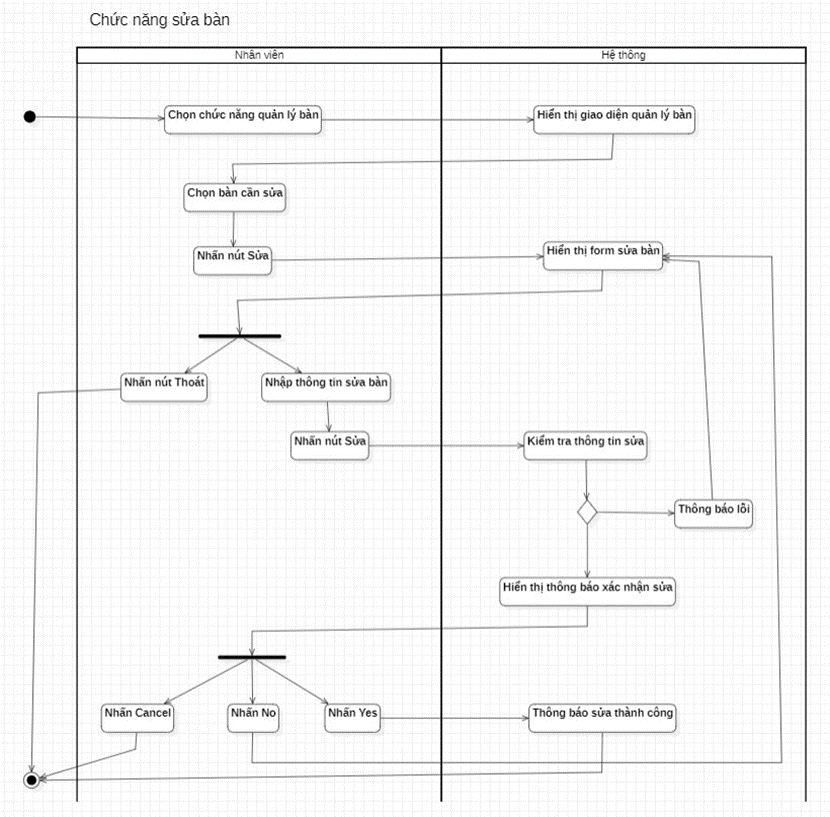 Chức năng sửa bàn
Nhân viên
Hệ thông
Chọn chức năng quản lý bàn
Hiển thị giao diện quản lý bàn
Chọn bàn cần sửa
Nhấn nút Sửa
Hiển thị form sửa bàn
Nhấn nút Thoát
Nhập thông tin sửa bàn
Nhấn nút Sửa
Kiểm tra thông tin sửa
Thông báo lỗi
Hiển thị thông báo xác nhận sửa
Nhấn Cancel
Nhấn No
Nhấn Yes
Thông báo sửa thành công